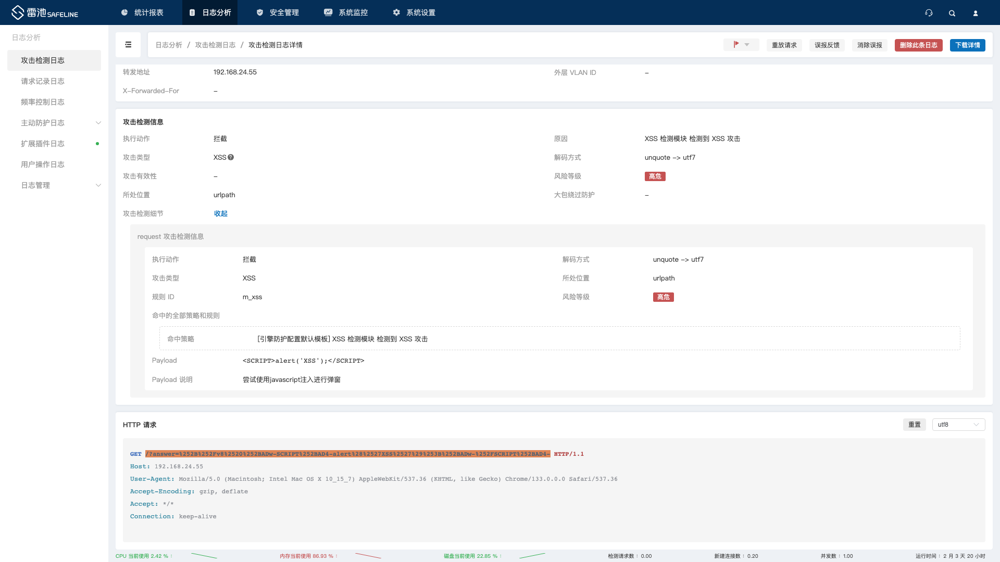 雷池 SAFELINE
统计报表
日志分析
安全管理
系统监控
系统设置
日志分析
攻击检测日志
请求记录日志
频率控制日志
主动防护日志
扩展插件日志
用户操作日志
日志管理
日志分析 / 攻击检测日志 / 攻击检测日志详情
重放请求
误报反馈
消除误报
删除此条日志
下载详情
转发地址 192.168.24.55
外层 VLAN ID –
X-Forwarded-For –
攻击检测信息
执行动作 拦截
原因 XSS 检测模块 检测到 XSS 攻击
攻击类型 XSS
解码方式 unquote -> utf7
攻击有效性 –
风险等级 高危
所处位置 urlpath
大包绕过防护 –
攻击检测细节 收起
request 攻击检测信息
执行动作 拦截
解码方式 unquote -> utf7
攻击类型 XSS
所处位置 urlpath
规则 ID m_xss
风险等级 高危
命中的全部策略和规则
命中策略 [引擎防护配置默认模板] XSS 检测模块 检测到 XSS 攻击
Payload <SCRIPT>alert('XSS');</SCRIPT>
Payload 说明 尝试使用javascript注入进行弹窗
HTTP 请求
重置
utf8
GET /?answer=%252B%252Fv8%2520%252BADw-SCRIPT%252BAD4-alert%28%2527XSS%2527%29%253B%252BADw-%252FSCRIPT%252BAD4- HTTP/1.1
Host: 192.168.24.55
User-Agent: Mozilla/5.0 (Macintosh; Intel Mac OS X 10_15_7) AppleWebKit/537.36 (KHTML, like Gecko) Chrome/133.0.0.0 Safari/537.36
Accept-Encoding: gzip, deflate
Accept: */*
Connection: keep-alive
CPU 当前使用 2.42 % :
内存当前使用 86.93 % :
磁盘当前使用 22.85 % :
检测请求数 : 0.00
新建连接数 : 0.20
并发数 : 1.00
运行时间 : 2 月 3 天 20 小时